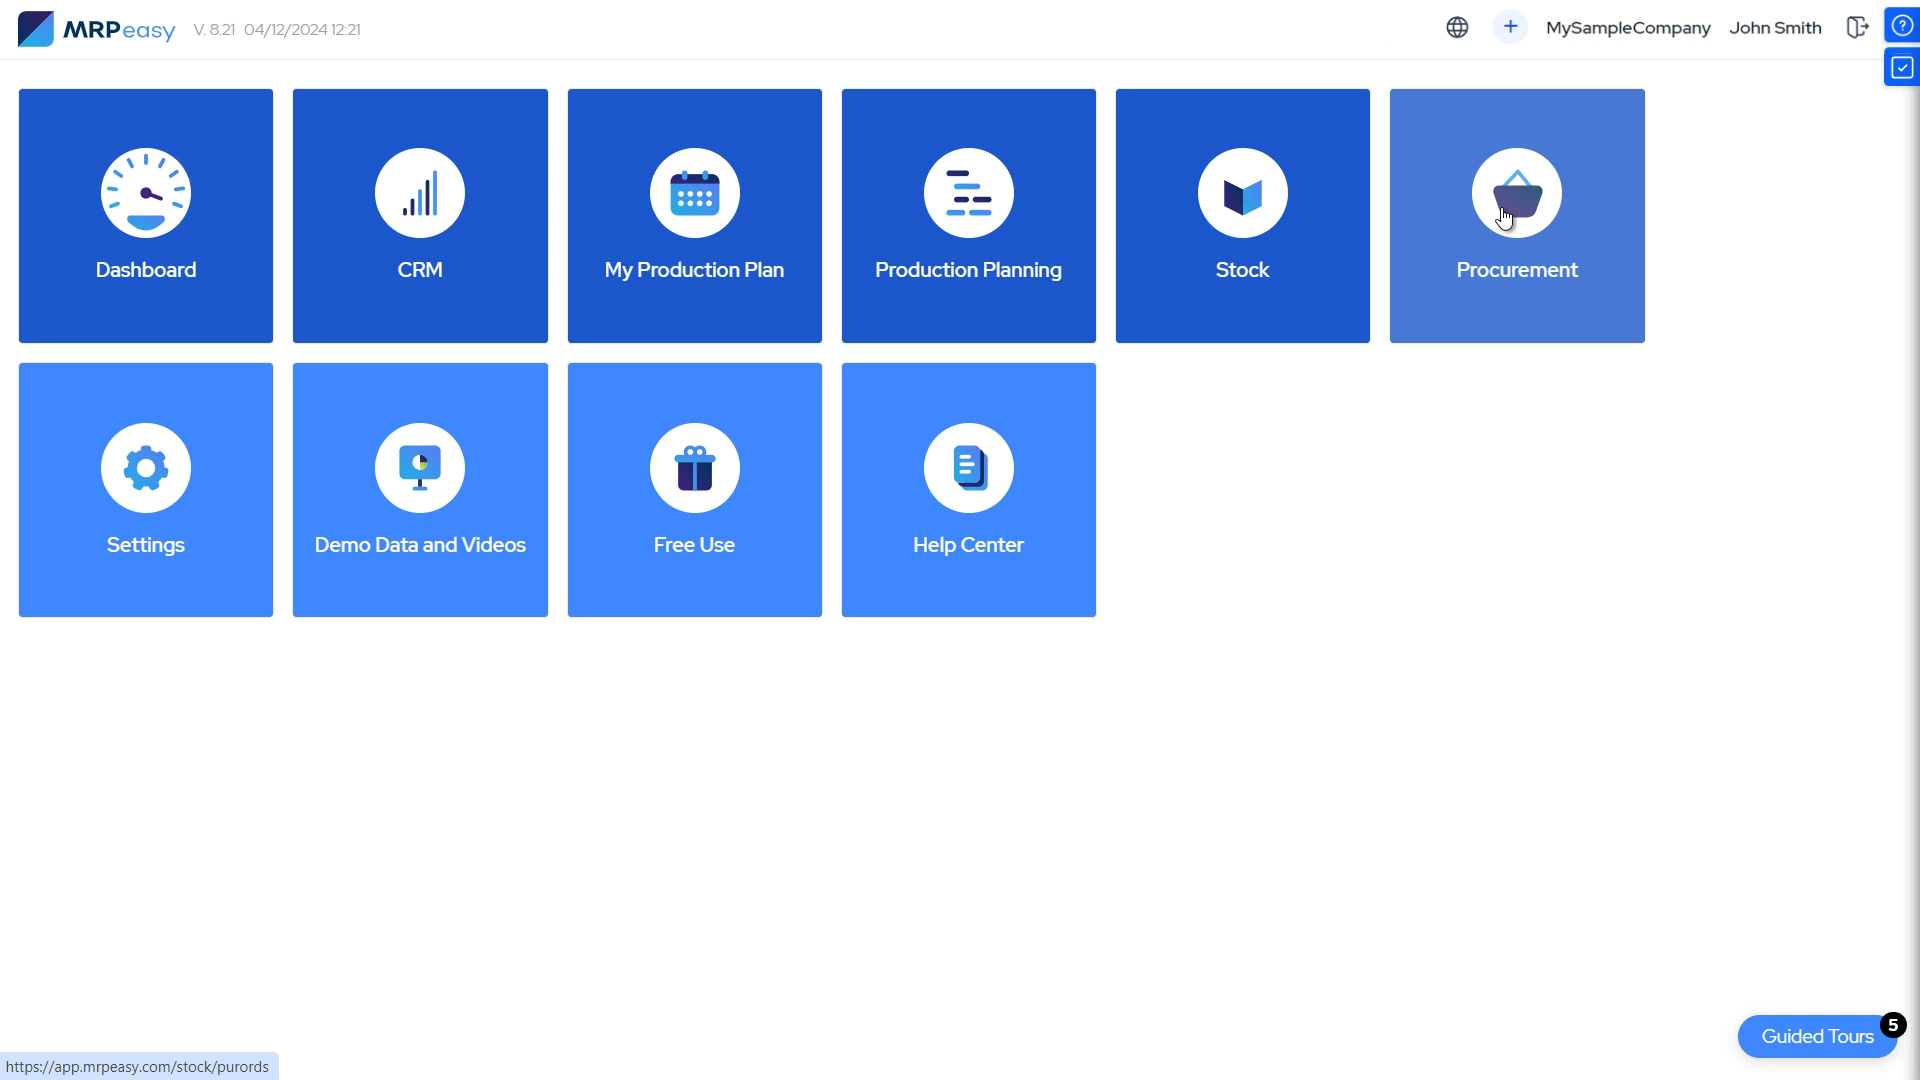 MRPeasy V. 8.21 04/12/2024 12:21
+ MySampleCompany John Smith ?
Dashboard
CRM
My Production Plan
Production Planning
Stock
Procurement
Settings
Demo Data and Videos
Free Use
Help Center
Guided Tours 5
https://app.mrpeasy.com/stock/purords